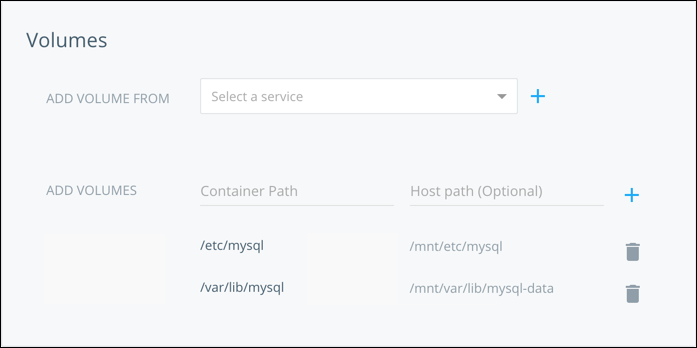 Volumes
ADD VOLUME FROM Select a service
ADD VOLUMES Container Path Host path (Optional)
/etc/mysql /mnt/etc/mysql
/var/lib/mysql /mnt/var/lib/mysql-data